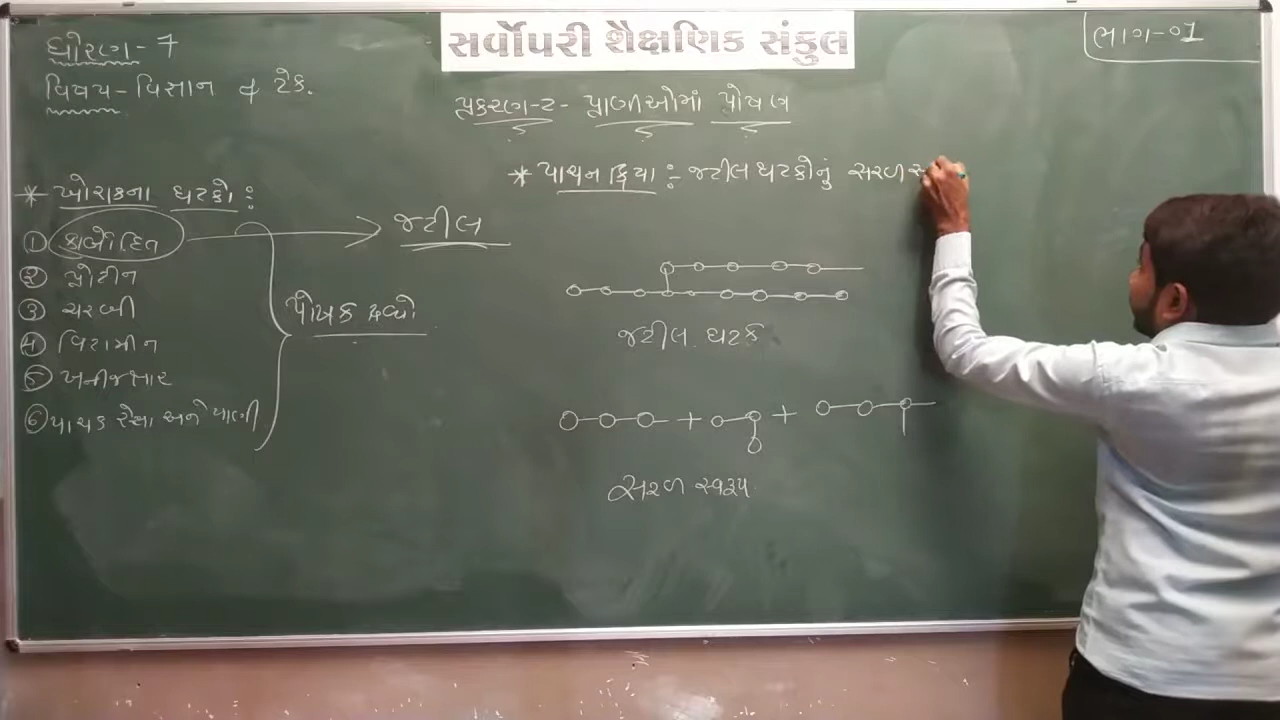 સર્વોપરી શૈક્ષણિક સંકુલ
ભાગ-01
ધોરણ-7
વિષય-વિજ્ઞાન & ટેક.
પ્રકરણ-2- પ્રાણીઓમાં પોષણ
* પાચન ક્રિયા :- જટીલ ઘટકોનું સરળ સ્
* ખોરાકના ઘટકો :
① કાર્બોદિત
જટીલ
② પ્રોટીન
③ ચરબી
④ વિટામીન
⑤ ખનીજક્ષાર
⑥ પાચક રેસા અને પાણી
પોષક દ્રવ્યો
જટીલ ઘટક
સરળ સ્વરૂપ